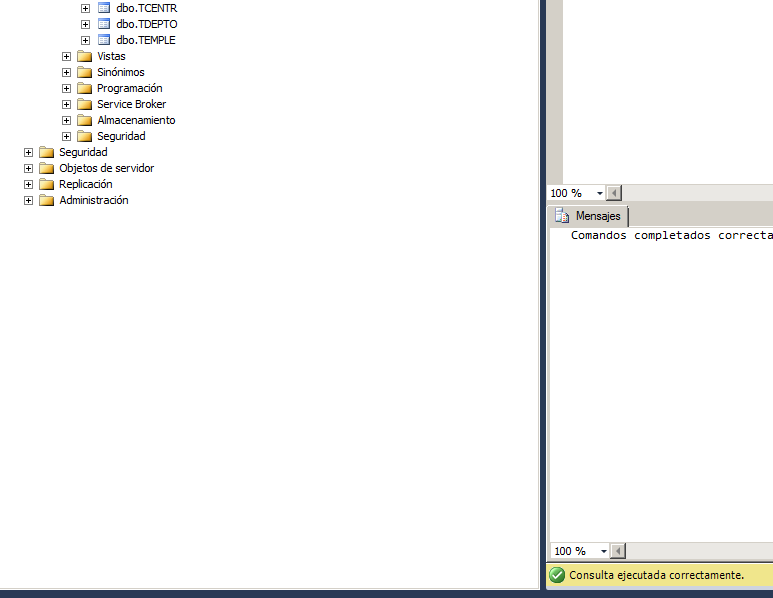 dbo.TCENTR
dbo.TDEPTO
dbo.TEMPLE
Vistas
Sinónimos
Programación
Service Broker
Almacenamiento
Seguridad
Seguridad
Objetos de servidor
Replicación
Administración
100 %
Mensajes
Comandos completados correcta
100 %
Consulta ejecutada correctamente.